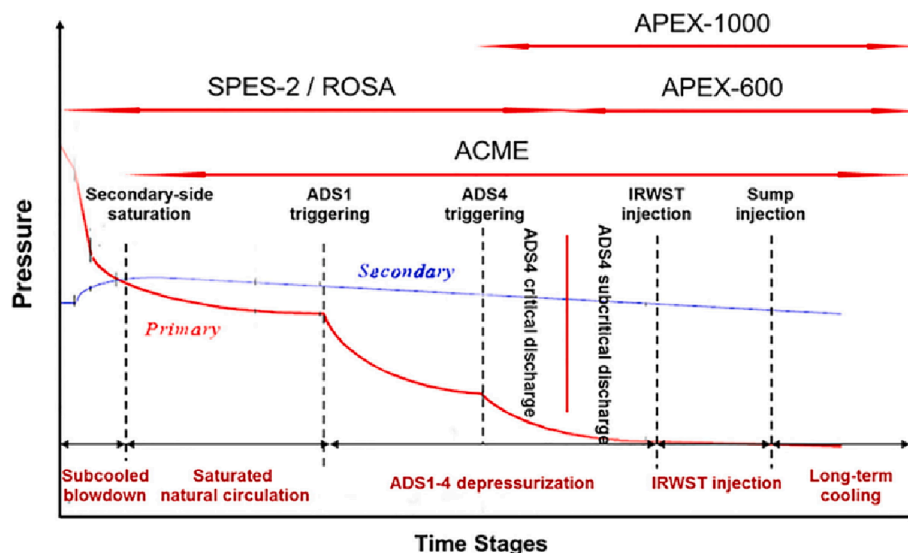 APEX-1000
SPES-2 / ROSA
APEX-600
ACME
Secondary-side
saturation
ADS1
triggering
ADS4
triggering
IRWST
injection
Sump
injection
ADS4 critical discharge
ADS4 subcritical discharge
Pressure
Secondary
Primary
Subcooled
blowdown
Saturated
natural circulation
ADS1-4 depressurization
IRWST injection
Long-term
cooling
Time Stages